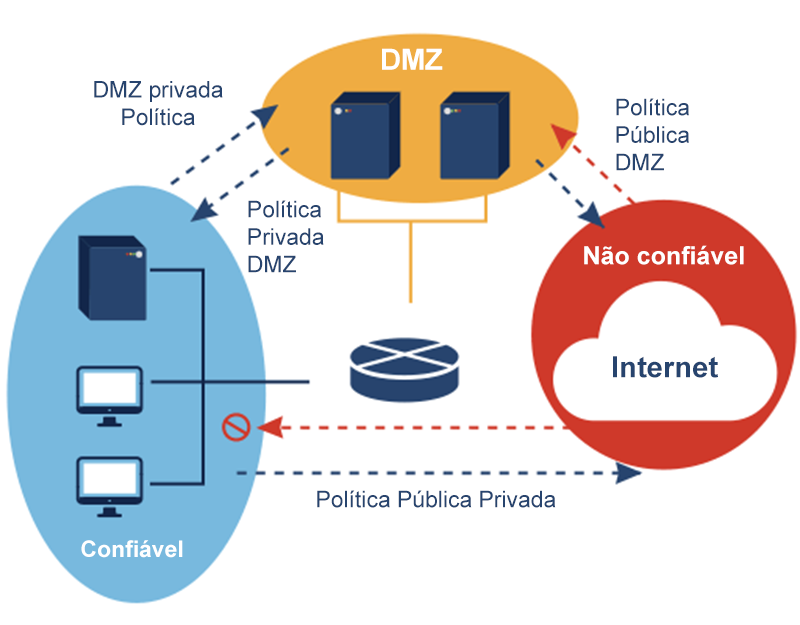 DMZ
DMZ privada
Política
Política
Pública
DMZ
Política
Privada
DMZ
Não confiável
Internet
Política Pública Privada
Confiável